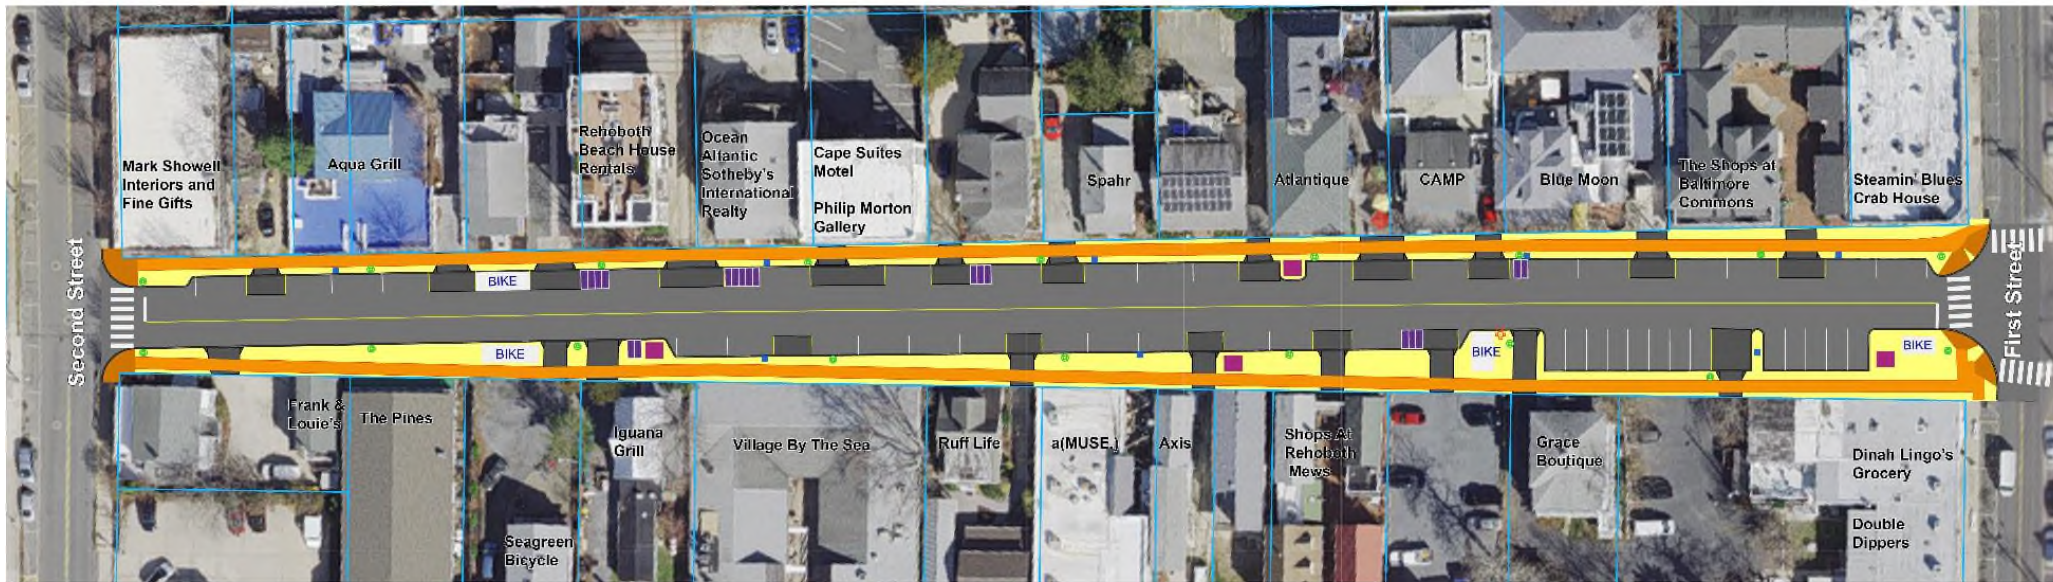 Mark Showell
Interiors and
Fine Gifts
Aqua Grill
Rehoboth
Beach House
Rentals
Ocean
Atlantic
Sotheby's
International
Realty
Cape Suites
Motel
Philip Morton
Gallery
Spahr
Atlantique
CAMP
Blue Moon
The Shops at
Baltimore
Commons
Steamin' Blues
Crab House
Second Street
First Street
BIKE
BIKE
BIKE
BIKE
Frank &
Louie's
The Pines
Seagreen
Bicycle
Iguana
Grill
Village By The Sea
Ruff Life
a(MUSE.)
Axis
Shops At
Rehoboth
Mews
Grace
Boutique
Dinah Lingo's
Grocery
Double
Dippers